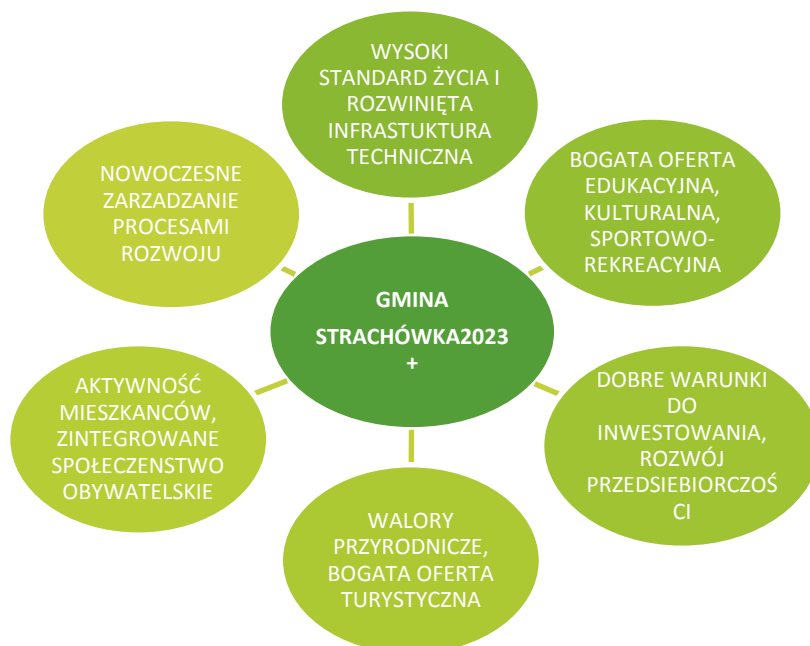 WYSOKI
STANDARD ŻYCIA I
ROZWINIĘTA
INFRASTUKTURA
TECHNICZNA
BOGATA OFERTA
EDUKACYJNA,
KULTURALNA,
SPORTOWO-
REKREACYJNA
DOBRE WARUNKI
DO
INWESTOWANIA,
ROZWÓJ
PRZEDSIEBIORCZOŚ
CI
WALORY
PRZYRODNICZE,
BOGATA OFERTA
TURYSTYCZNA
AKTYWNOŚĆ
MIESZKANCÓW,
ZINTEGROWANE
SPOŁECZENSTWO
OBYWATELSKIE
NOWOCZESNE
ZARZADZANIE
PROCESAMI
ROZWOJU
GMINA
STRACHÓWKA2023
+